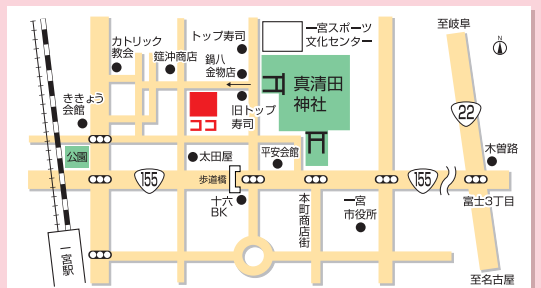 トップ寿司
一宮スポーツ
文化センター
至岐阜
N
カトリック
教会
筵沖商店
鍋八
金物店
真清田
神社
ききょう
会館
ココ
旧トップ
寿司
22
公園
太田屋
平安会館
木曽路
155
歩道橋
155
十六
BK
本町商店街
一宮
市役所
富士3丁目
一宮駅
至名古屋